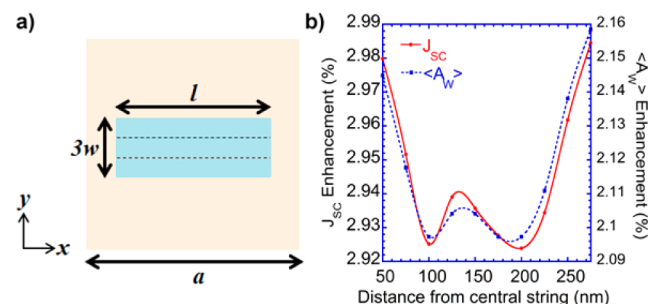 a)
l
3w
y
x
a
b)
J_SC Enhancement (%)
2.99
2.98
2.97
2.96
2.95
2.94
2.93
2.92
J_SC
<A_W>
50 100 150 200 250
Distance from central string (nm)
2.16
2.15
2.14
2.13
2.12
2.11
2.1
2.09
<A_W> Enhancement (%)